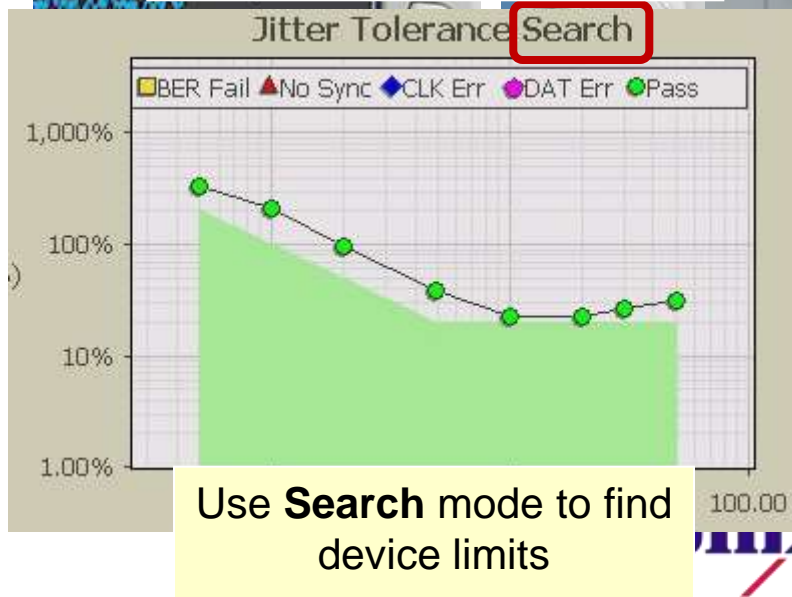 Jitter Tolerance Search
BER Fail No Sync CLK Err DAT Err Pass
1,000%
100%
10%
1.00%
100.00
Use Search mode to find
device limits